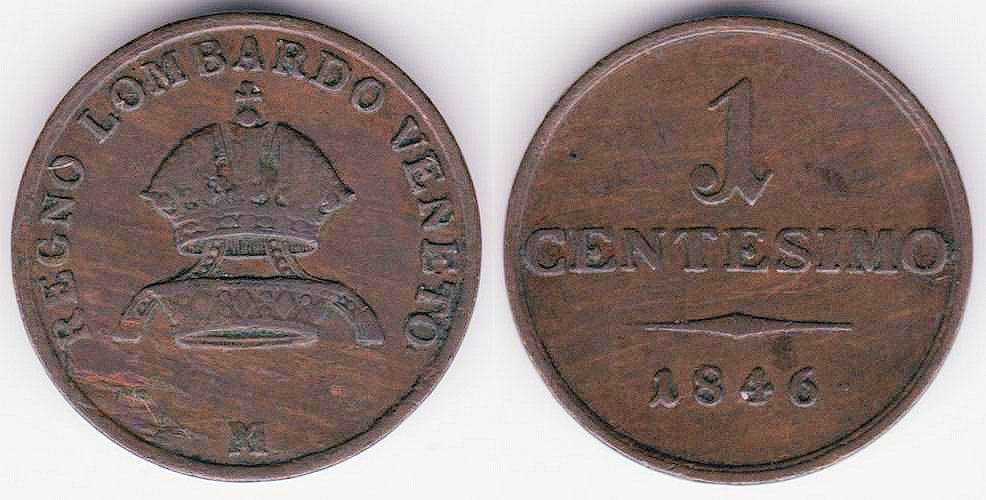 REGNO LOMBARDO VENETO
M
1
CENTESIMO
1846